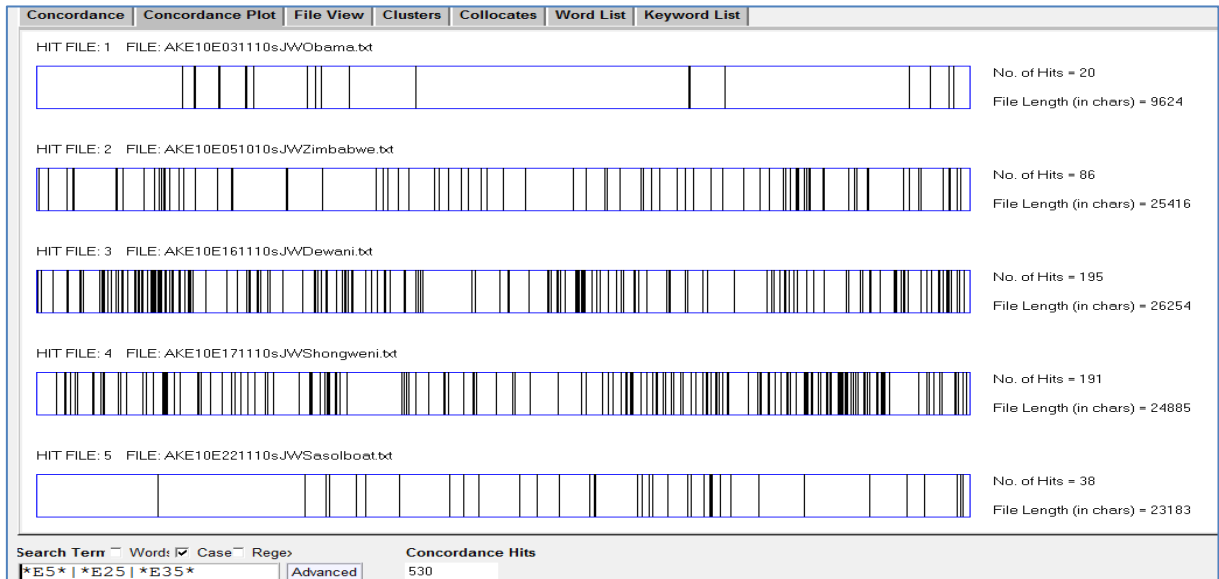 Concordance Concordance Plot File View Clusters Collocates Word List Keyword List
HIT FILE: 1 FILE: AKE10E031110sJWObama.txt
No. of Hits = 20
File Length (in chars) = 9624
HIT FILE: 2 FILE: AKE10E051010sJWZimbabwe.txt
No. of Hits = 86
File Length (in chars) = 25416
HIT FILE: 3 FILE: AKE10E161110sJWDewani.txt
No. of Hits = 195
File Length (in chars) = 26254
HIT FILE: 4 FILE: AKE10E171110sJWShongweni.txt
No. of Hits = 191
File Length (in chars) = 24885
HIT FILE: 5 FILE: AKE10E221110sJWSasolboat.txt
No. of Hits = 38
File Length (in chars) = 23183
Search Term Words Case Regex Concordance Hits
*E5*|*E25|*E35* Advanced 530